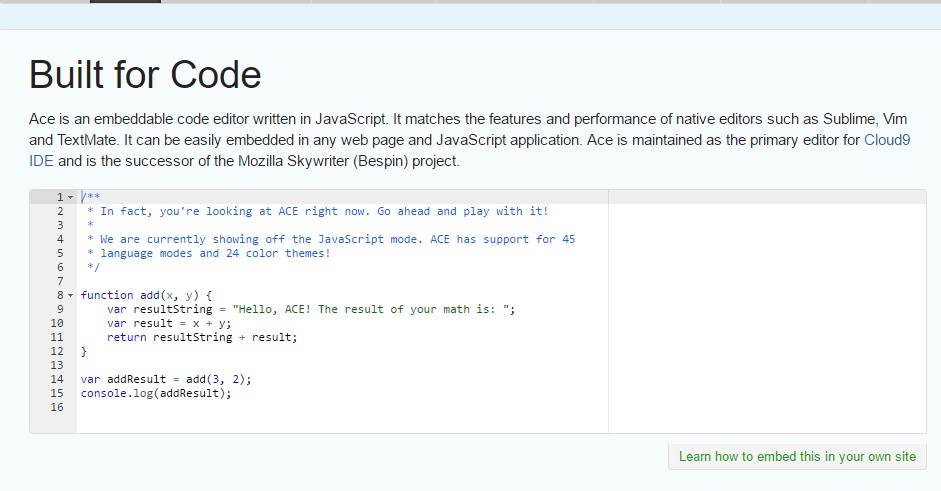 Built for Code
Ace is an embeddable code editor written in JavaScript. It matches the features and performance of native editors such as Sublime, Vim
and TextMate. It can be easily embedded in any web page and JavaScript application. Ace is maintained as the primary editor for Cloud9
IDE and is the successor of the Mozilla Skywriter (Bespin) project.
1 /**
2  * In fact, you're looking at ACE right now. Go ahead and play with it!
3  *
4  * We are currently showing off the JavaScript mode. ACE has support for 45
5  * language modes and 24 color themes!
6  */
7
8 function add(x, y) {
9     var resultString = "Hello, ACE! The result of your math is: ";
10     var result = x + y;
11     return resultString + result;
12 }
13
14 var addResult = add(3, 2);
15 console.log(addResult);
16
Learn how to embed this in your own site